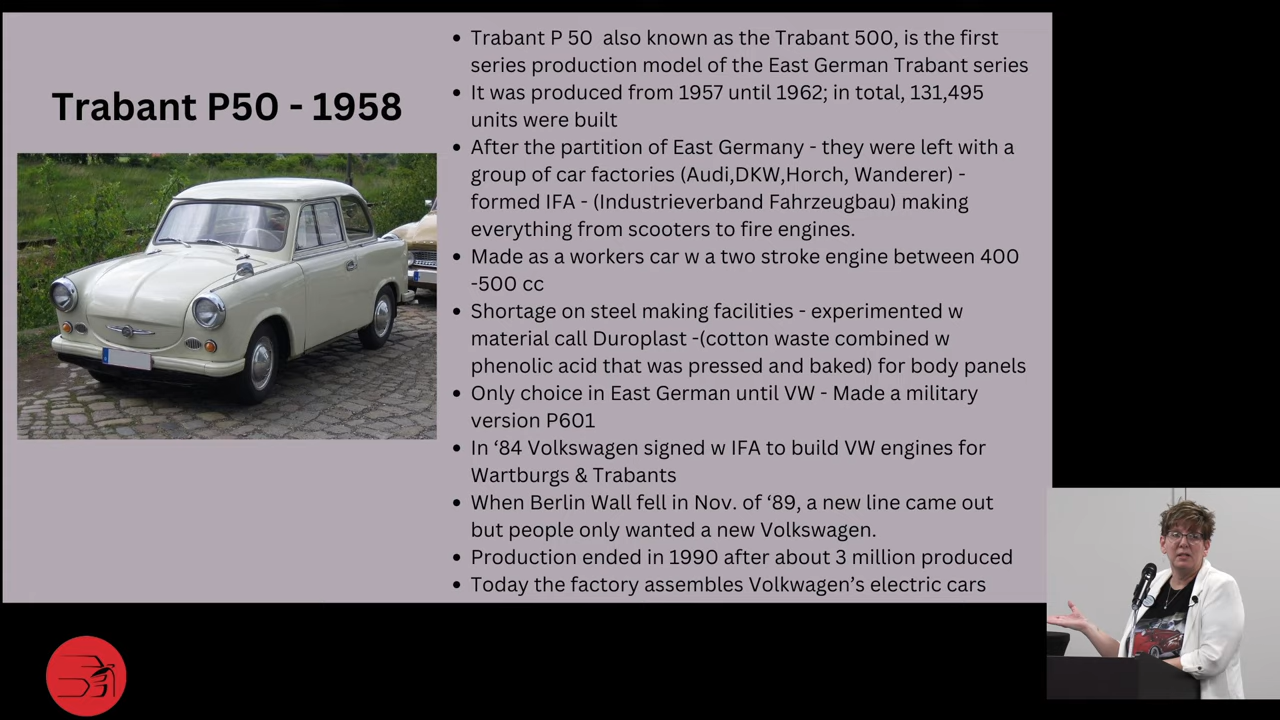 Trabant P50 - 1958
• Trabant P 50 also known as the Trabant 500, is the first
series production model of the East German Trabant series
• It was produced from 1957 until 1962; in total, 131,495
units were built
• After the partition of East Germany - they were left with a
group of car factories (Audi,DKW,Horch, Wanderer) -
formed IFA - (Industrieverband Fahrzeugbau) making
everything from scooters to fire engines.
• Made as a workers car w a two stroke engine between 400
-500 cc
• Shortage on steel making facilities - experimented w
material call Duroplast -(cotton waste combined w
phenolic acid that was pressed and baked) for body panels
• Only choice in East German until VW - Made a military
version P601
• In ‘84 Volkswagen signed w IFA to build VW engines for
Wartburgs & Trabants
• When Berlin Wall fell in Nov. of ‘89, a new line came out
but people only wanted a new Volkswagen.
• Production ended in 1990 after about 3 million produced
• Today the factory assembles Volkwagen’s electric cars